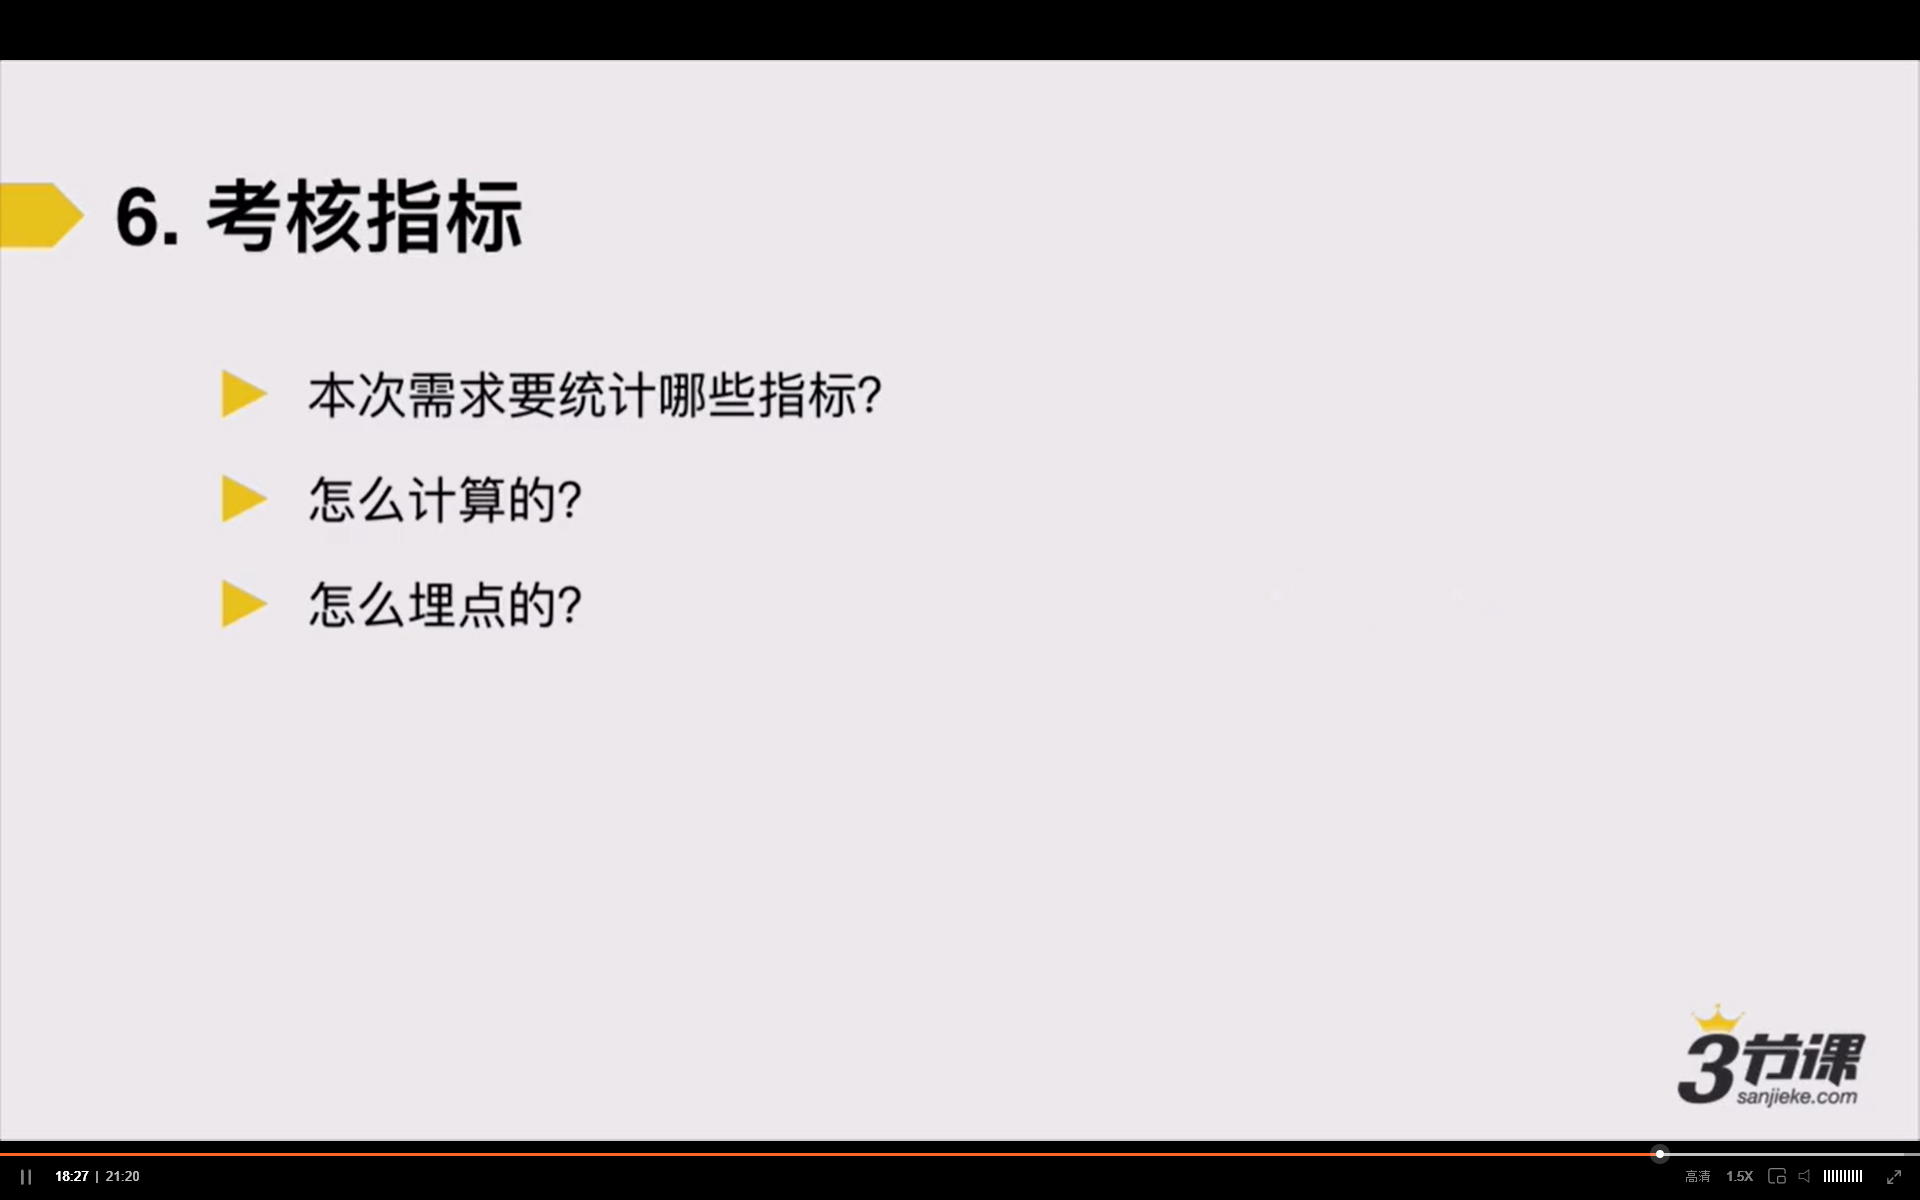 6. 考核指标
本次需求要统计哪些指标?
怎么计算的?
怎么埋点的?
3节课
sanjieke.com
18:27 | 21:20
高清 1.5X